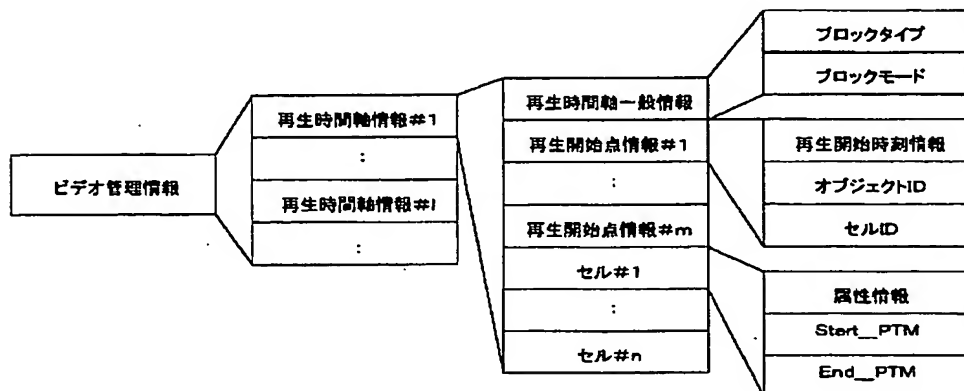 ビデオ管理情報
再生時間軸情報#1
:
再生時間軸情報#l
:
再生時間軸一般情報
再生開始点情報#1
:
再生開始点情報#m
セル#1
:
セル#n
ブロックタイプ
ブロックモード
再生開始時刻情報
オブジェクトID
セルID
属性情報
Start__PTM
End__PTM